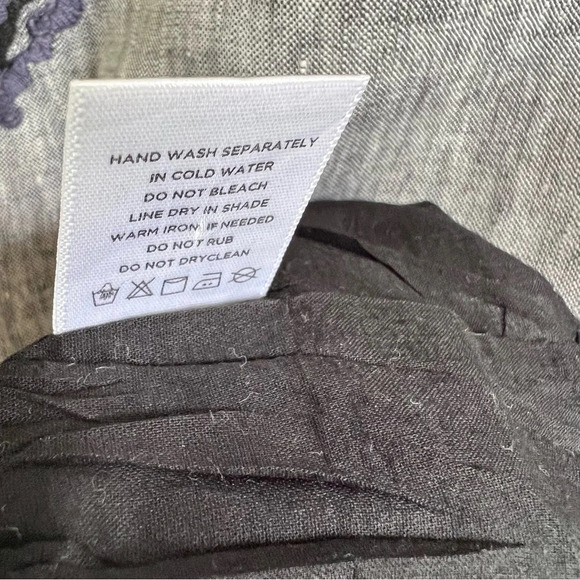 HAND WASH SEPARATELY
IN COLD WATER
DO NOT BLEACH
LINE DRY IN SHADE
WARM IRON IF NEEDED
DO NOT RUB
DO NOT DRYCLEAN